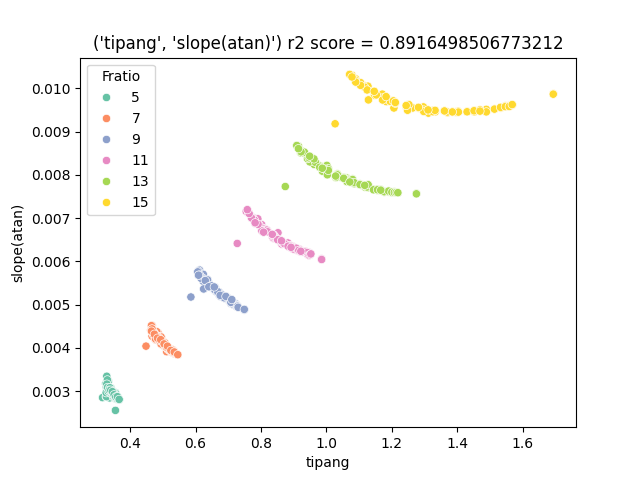 ('tipang', 'slope(atan)') r2 score = 0.8916498506773212
Fratio
5
7
9
11
13
15
0.010
0.009
0.008
0.007
0.006
0.005
0.004
0.003
slope(atan)
0.4 0.6 0.8 1.0 1.2 1.4 1.6
tipang